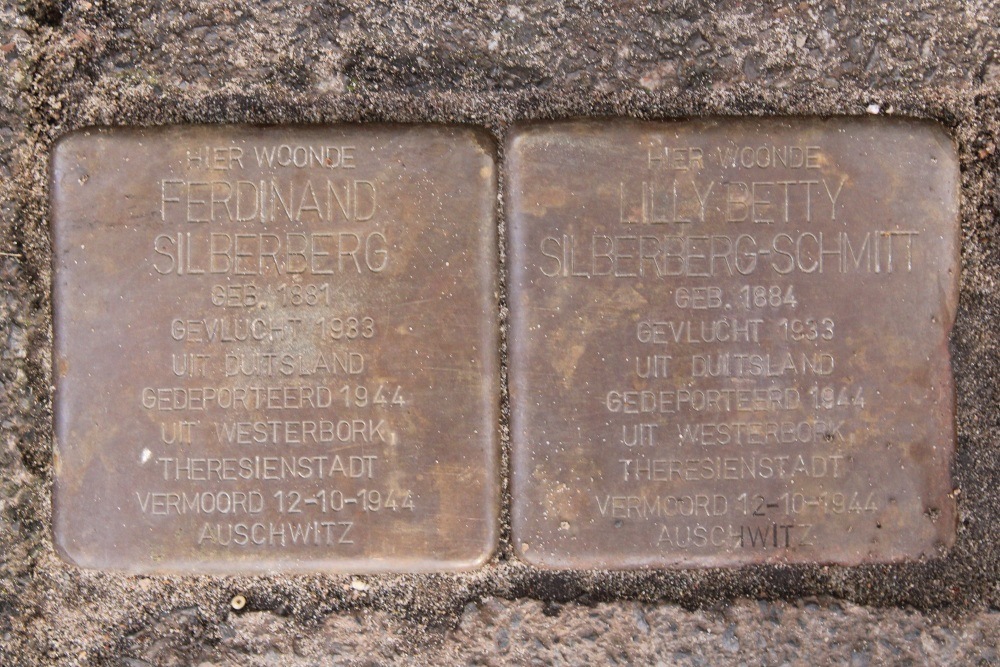 HIER WOONDE
FERDINAND
SILBERBERG
GEB. 1881
GEVLUCHT 1933
UIT DUITSLAND
GEDEPORTEERD 1944
UIT WESTERBORK
THERESIENSTADT
VERMOORD 12-10-1944
AUSCHWITZ
HIER WOONDE
LILLY BETTY
SILBERBERG-SCHMITT
GEB. 1884
GEVLUCHT 1933
UIT DUITSLAND
GEDEPORTEERD 1944
UIT WESTERBORK
THERESIENSTADT
VERMOORD 12-10-1944
AUSCHWITZ